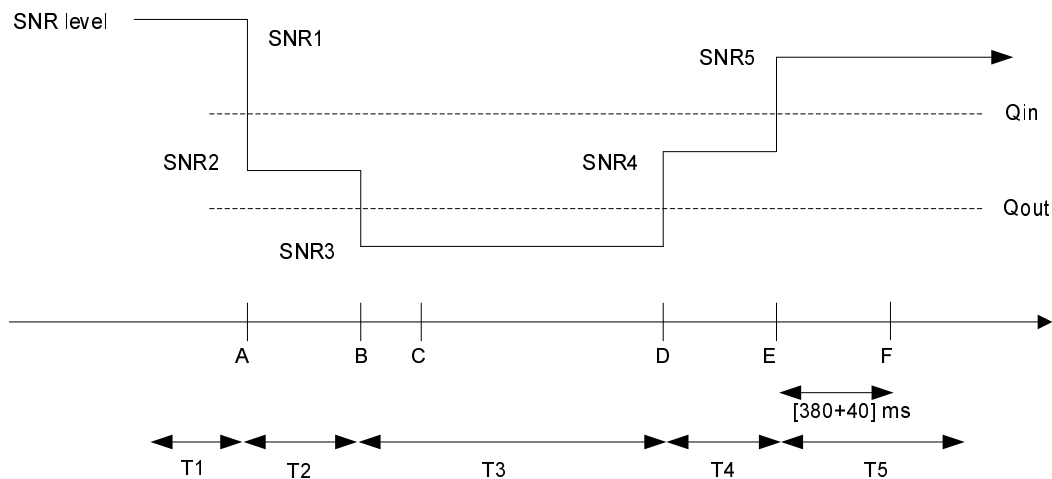 SNR level
SNR1
SNR5
Qin
SNR2
SNR4
Qout
SNR3
A
B
C
D
E
F
[380+40] ms
T1
T2
T3
T4
T5